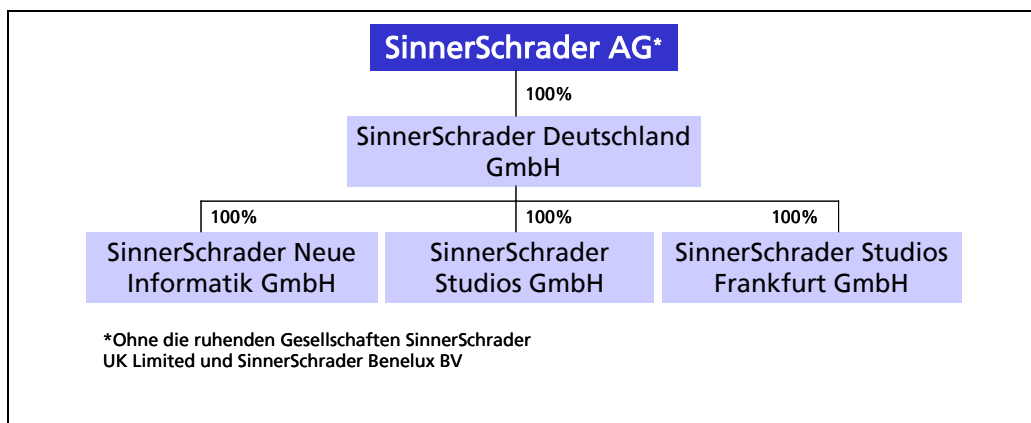 SinnerSchrader AG*
100%
SinnerSchrader Deutschland
GmbH
100%
100%
100%
SinnerSchrader Neue
Informatik GmbH
SinnerSchrader
Studios GmbH
SinnerSchrader Studios
Frankfurt GmbH
*Ohne die ruhenden Gesellschaften SinnerSchrader
UK Limited und SinnerSchrader Benelux BV